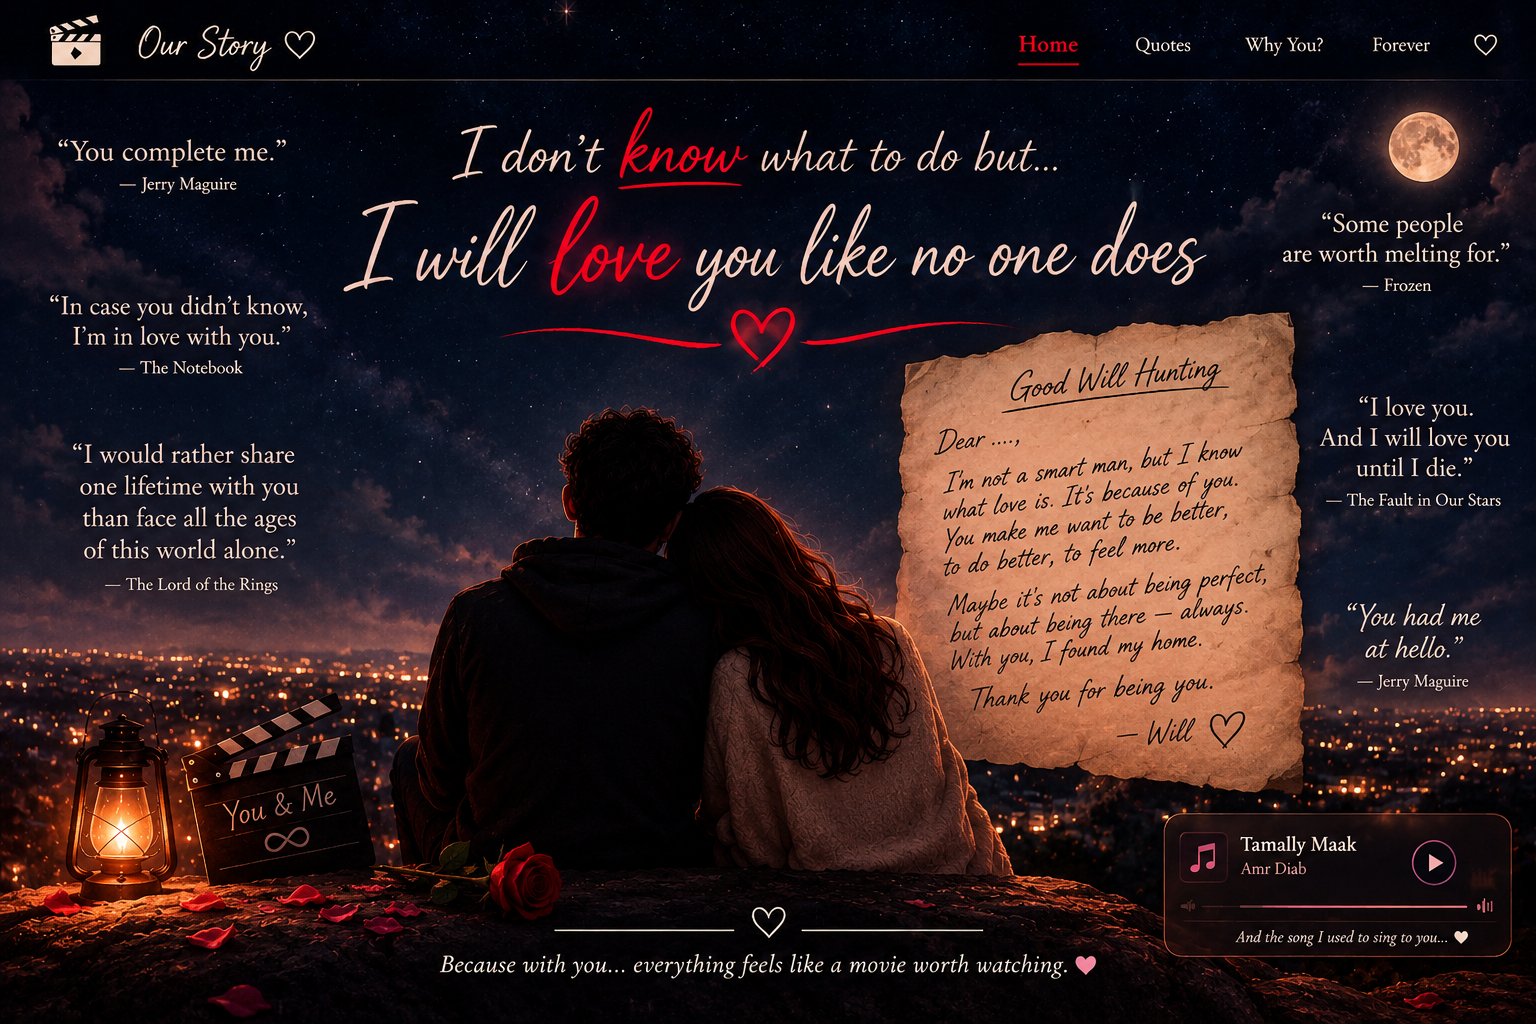 Our Story
Home
Quotes
Why You?
Forever
I don't know what to do but...
I will love you like no one does
“You complete me.”
— Jerry Maguire
“In case you didn't know,
I'm in love with you.”
— The Notebook
“I would rather share
one lifetime with you
than face all the ages
of this world alone.”
— The Lord of the Rings
“Some people
are worth melting for.”
— Frozen
“I love you.
And I will love you
until I die.”
— The Fault in Our Stars
“You had me
at hello.”
— Jerry Maguire
Good Will Hunting
Dear ....,
I'm not a smart man, but I know
what love is. It's because of you.
You make me want to be better,
to do better, to feel more.
Maybe it's not about being perfect,
but about being there — always.
With you, I found my home.
Thank you for being you.
— Will
You & Me
Tamally Maak
Amr Diab
And the song I used to sing to you...
Because with you... everything feels like a movie worth watching.